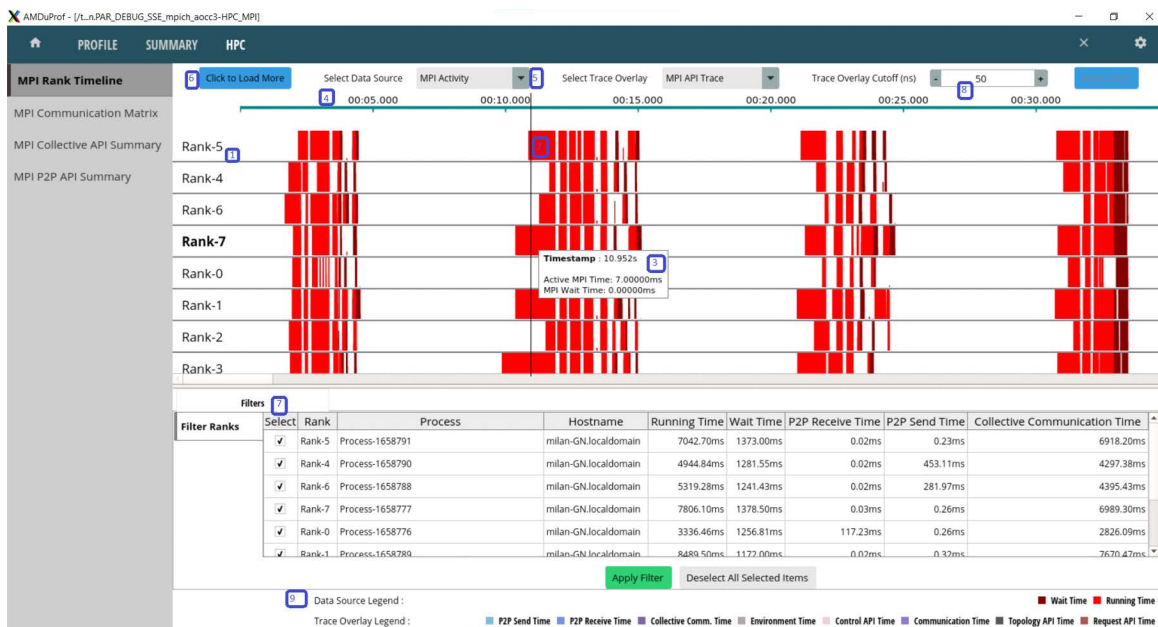 AMDuProf - [/t...n.PAR_DEBUG_SSE_mpich_aocc3-HPC_MPI]
PROFILE SUMMARY HPC
MPI Rank Timeline
MPI Communication Matrix
MPI Collective API Summary
MPI P2P API Summary
6 Click to Load More Select Data Source MPI Activity 5 Select Trace Overlay MPI API Trace Trace Overlay Cutoff (ns) - 50 + 8
4 00:05.000 00:10.000 00:15.000 00:20.000 00:25.000 00:30.000
Rank-5 1
Rank-4
Rank-6
Rank-7
Rank-0
Rank-1
Rank-2
Rank-3
Timestamp : 10.952s 3
Active MPI Time: 7.00000ms
MPI Wait Time: 0.00000ms
Filters 7
Filter Ranks
Select Rank Process Hostname Running Time Wait Time P2P Receive Time P2P Send Time Collective Communication Time
Rank-5 Process-1658791 milan-GN.localdomain 7042.70ms 1373.00ms 0.02ms 0.23ms 6918.20ms
Rank-4 Process-1658790 milan-GN.localdomain 4944.84ms 1281.55ms 0.02ms 453.11ms 4297.38ms
Rank-6 Process-1658788 milan-GN.localdomain 5319.28ms 1241.43ms 0.02ms 281.97ms 4395.43ms
Rank-7 Process-1658777 milan-GN.localdomain 7806.10ms 1378.50ms 0.03ms 0.26ms 6989.30ms
Rank-0 Process-1658776 milan-GN.localdomain 3336.46ms 1256.81ms 117.23ms 0.26ms 2826.09ms
Rank-1 Process-1658789 milan-GN.localdomain 8489.50ms 1172.00ms 0.02ms 0.32ms 7670.47ms
Apply Filter Deselect All Selected Items
9 Data Source Legend : Wait Time Running Time
Trace Overlay Legend : P2P Send Time P2P Receive Time Collective Comm. Time Environment Time Control API Time Communication Time Topology API Time Request API Time